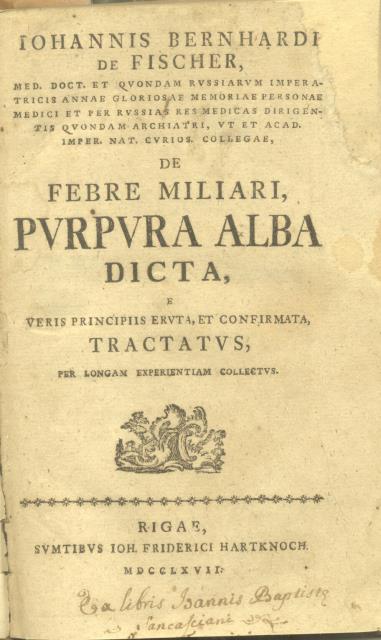 IOHANNIS BERNHARDI
DE FISCHER,
MED. DOCT. ET QVONDAM RVSSIARVM IMPERA-
TRICIS ANNAE GLORIOSAE MEMORIAE PERSONAE
MEDICI ET PER RVSSIAS RES MEDICAS DIRIGEN-
TIS QVONDAM ARCHIATRI, VT ET ACAD.
IMPER. NAT. CVRIOS. COLLEGAE,
DE
FEBRE MILIARI,
PVRPVRA ALBA
DICTA,
E
VERIS PRINCIPIIS ERVTA, ET CONFIRMATA,
TRACTATVS,
PER LONGAM EXPERIENTIAM COLLECTVS.
RIGAE,
SVMTIBVS IOH. FRIDERICI HARTKNOCH.
MDCCLXVII.
Ex libris Joannis Baptistę
Sancassiani